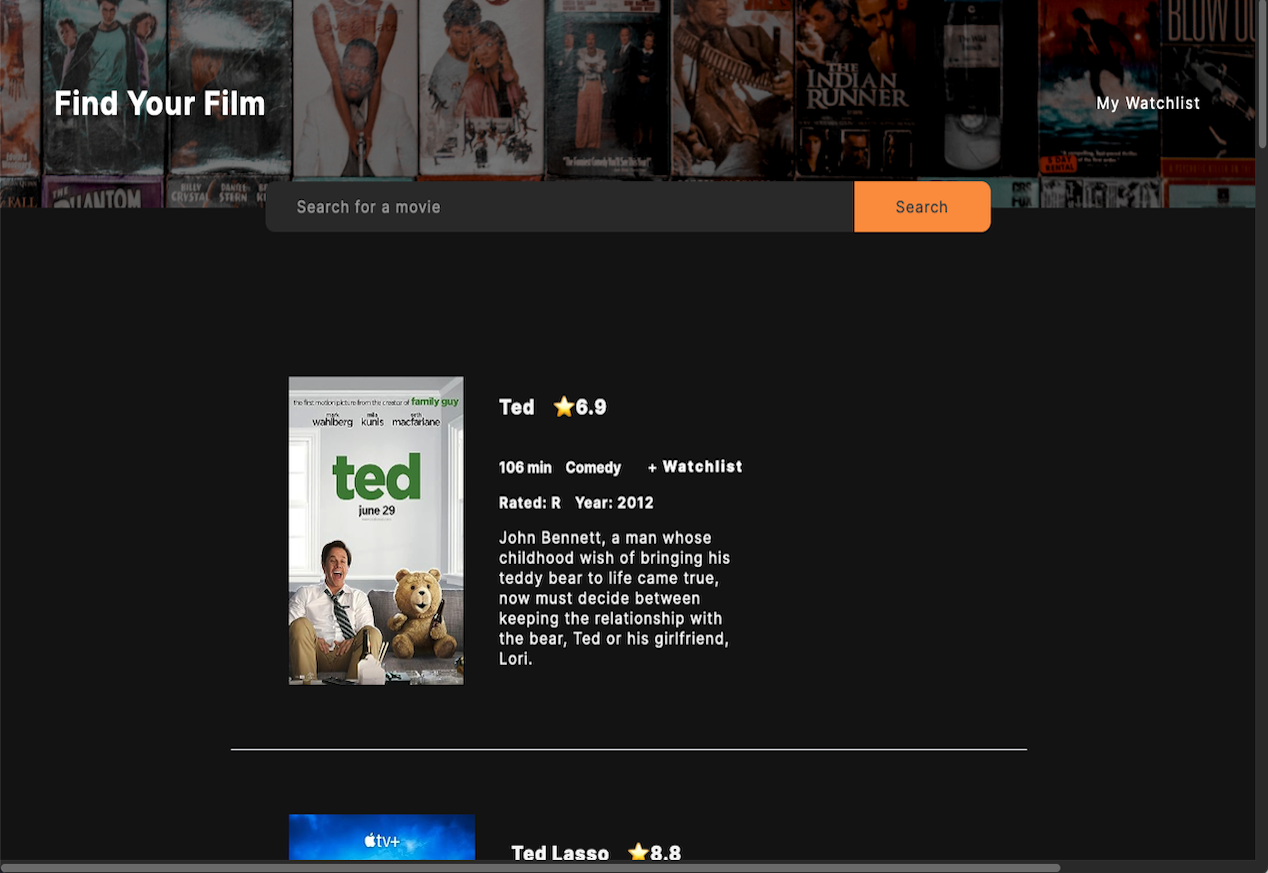 THE
INDIAN
RUNNER
BLOW OU
Find Your Film
My Watchlist
FALL
THE
PHANTOM
BILLY
CRYSTAL
DANIEL
STERN
Search for a movie
Search
the first motion picture from the creator of family guy
mark
wahlberg
mila
kunis
seth
macfarlane
ted
june 29
Ted ⭐6.9
106 min Comedy + Watchlist
Rated: R Year: 2012
John Bennett, a man whose
childhood wish of bringing his
teddy bear to life came true,
now must decide between
keeping the relationship with
the bear, Ted or his girlfriend,
Lori.
tv+
Ted Lasso ⭐8.8